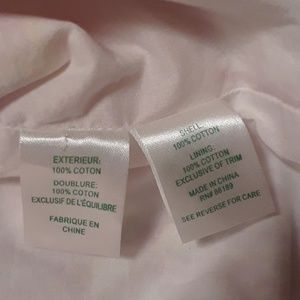 EXTERIEUR:
100% COTON
DOUBLURE:
100% COTON
EXCLUSIF DE L'ÉQUILIBRE
FABRIQUE EN
CHINE
SHELL:
100% COTTON
LINING:
100% COTTON
EXCLUSIVE OF TRIM
MADE IN CHINA
RN# 86189
SEE REVERSE FOR CARE